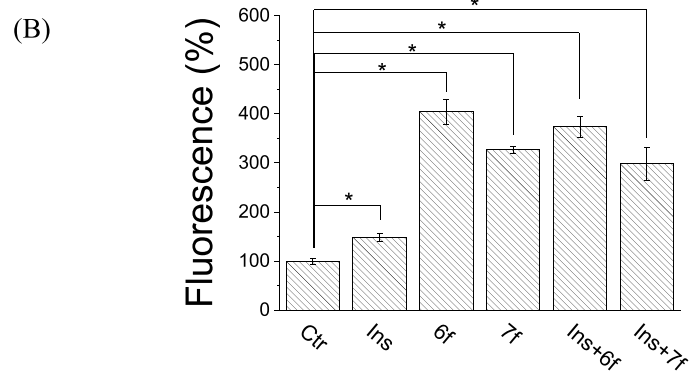 (B)
Fluorescence (%)
600
500
400
300
200
100
0
*
*
*
*
*
Ctr
Ins
6f
7f
Ins+6f
Ins+7f